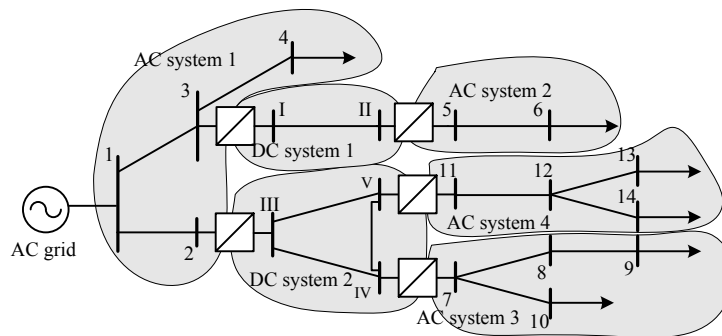 4
AC system 1
AC system 2
3
I
II
5
6
DC system 1
1
13
V
11
12
III
14
AC system 4
AC grid
2
DC system 2
IV
7
8
9
AC system 3
10